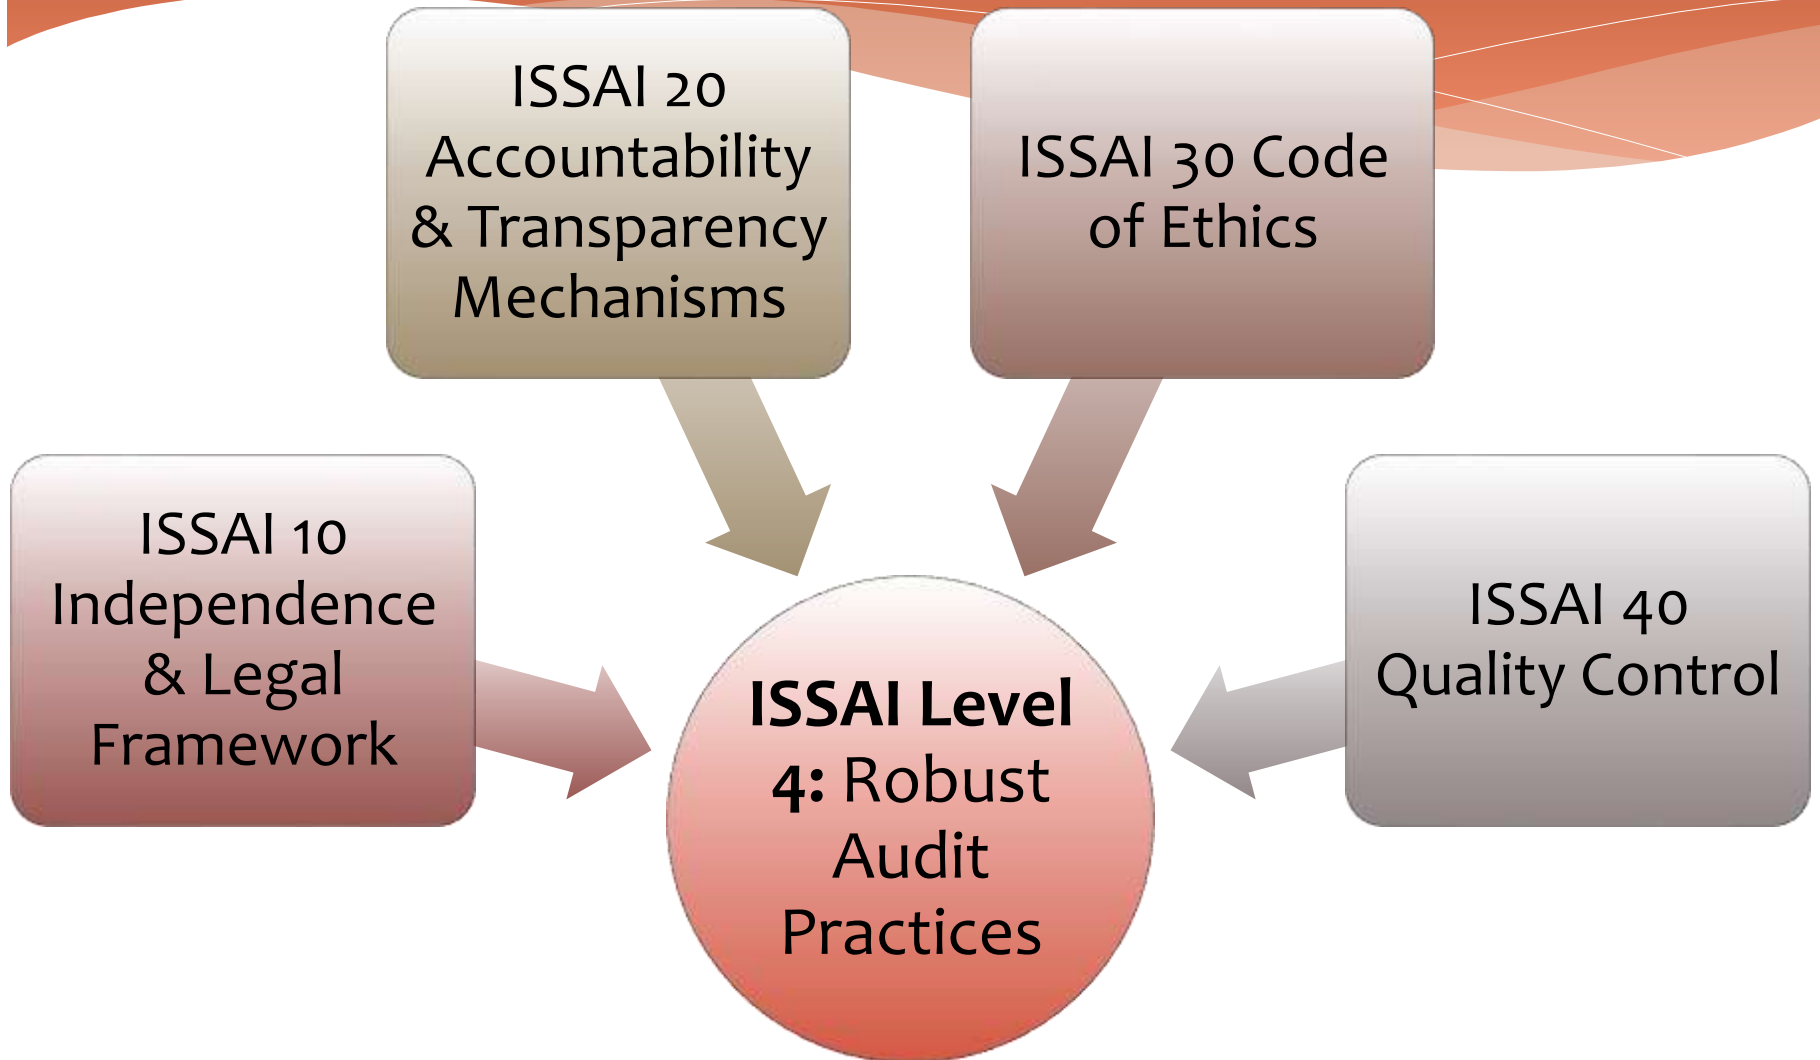 ISSAI 20
Accountability
& Transparency
Mechanisms
ISSAI 30 Code
of Ethics
ISSAI 10
Independence
& Legal
Framework
ISSAI 40
Quality Control
ISSAI Level
4: Robust
Audit
Practices